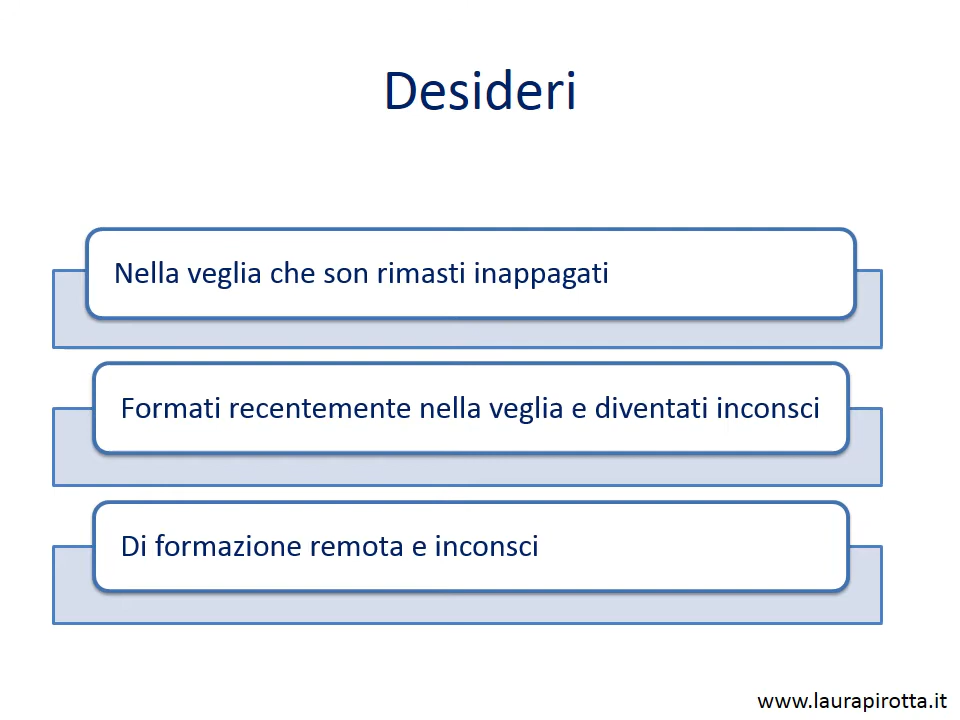 Desideri
Nella veglia che son rimasti inappagati
Formati recentemente nella veglia e diventati inconsci
Di formazione remota e inconsci
www.laurapirotta.it